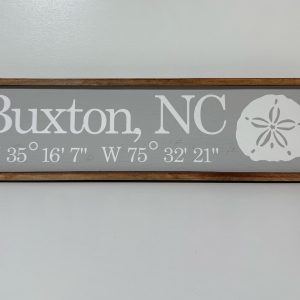 Buxton, NC
35° 16' 7" W 75° 32' 21"